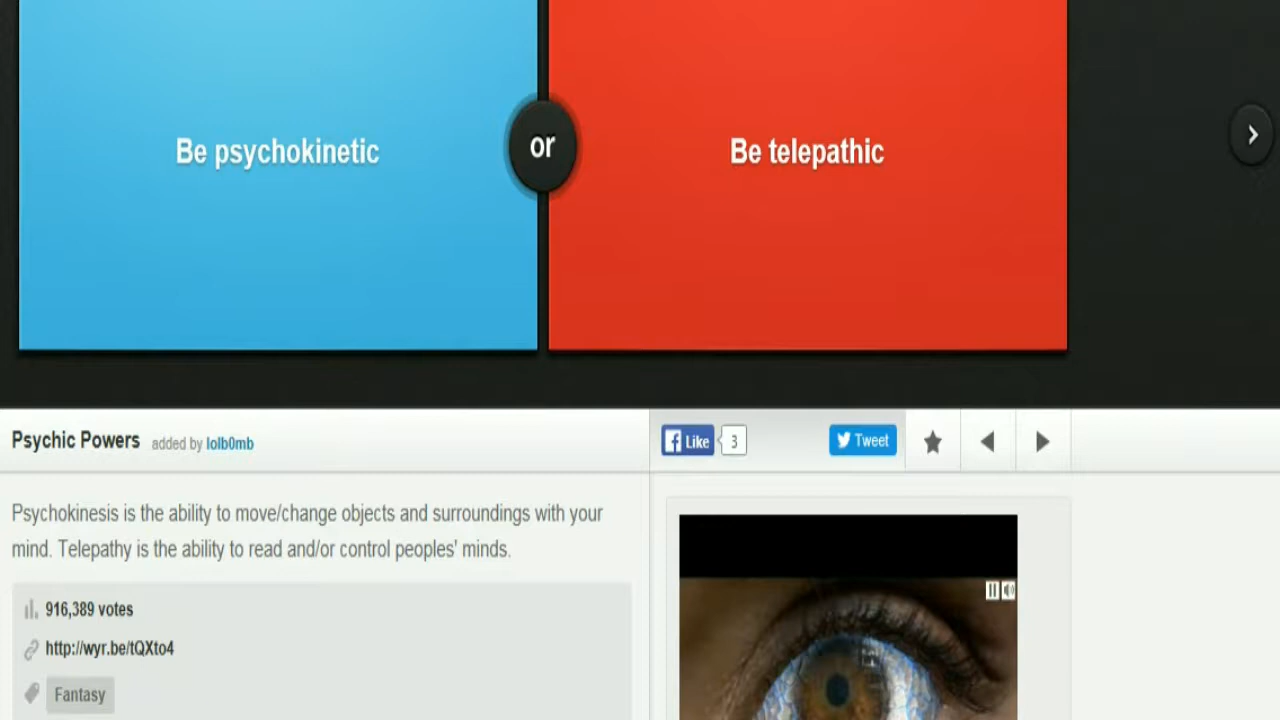 Be psychokinetic
or
Be telepathic
Psychic Powers added by lolb0mb
Like 3
Tweet
Psychokinesis is the ability to move/change objects and surroundings with your
mind. Telepathy is the ability to read and/or control peoples' minds.
916,389 votes
http://wyr.be/tQXto4
Fantasy